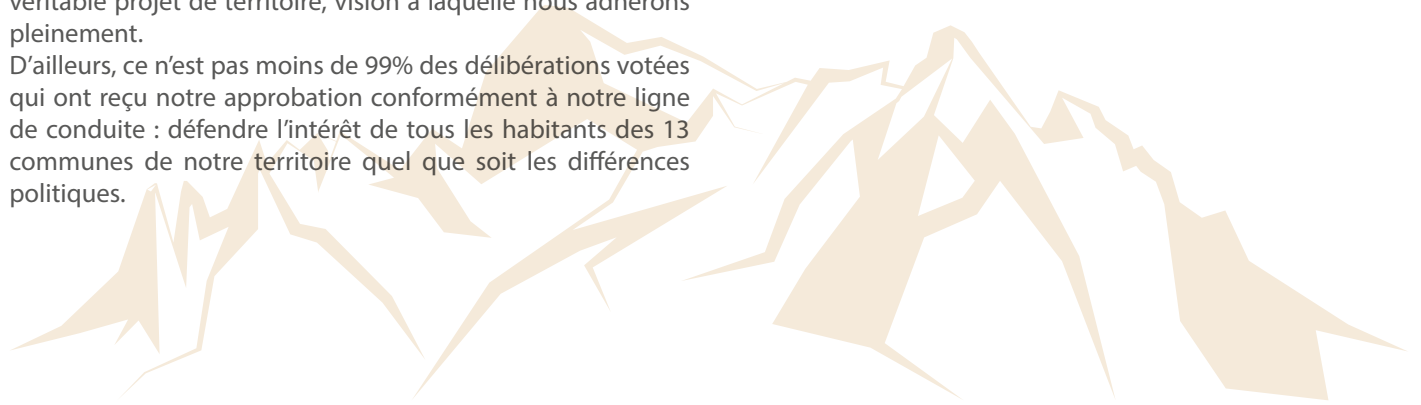 véritable projet de territoire, vision à laquelle nous adhérons
pleinement.
D'ailleurs, ce n'est pas moins de 99% des délibérations votées
qui ont reçu notre approbation conformément à notre ligne
de conduite : défendre l'intérêt de tous les habitants des 13
communes de notre territoire quel que soit les différences
politiques.